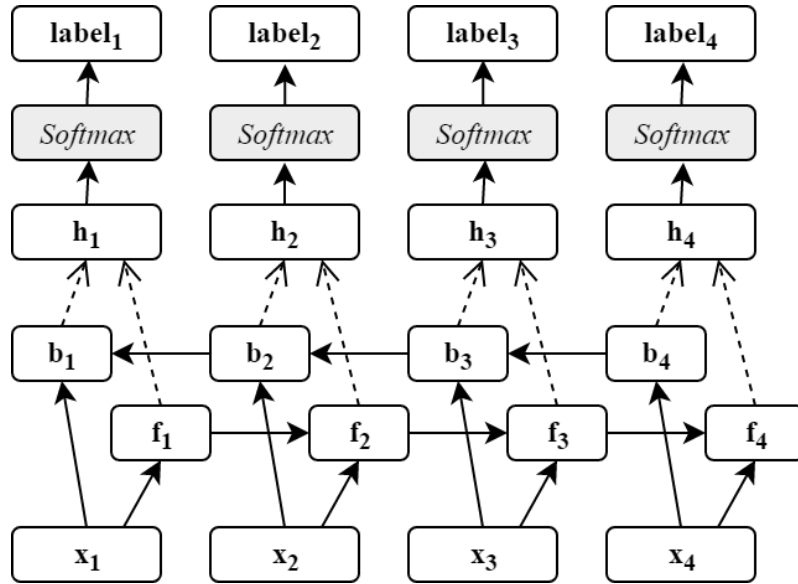 label₁ label₂ label₃ label₄
Softmax Softmax Softmax Softmax
h₁ h₂ h₃ h₄
b₁ b₂ b₃ b₄
f₁ f₂ f₃ f₄
x₁ x₂ x₃ x₄